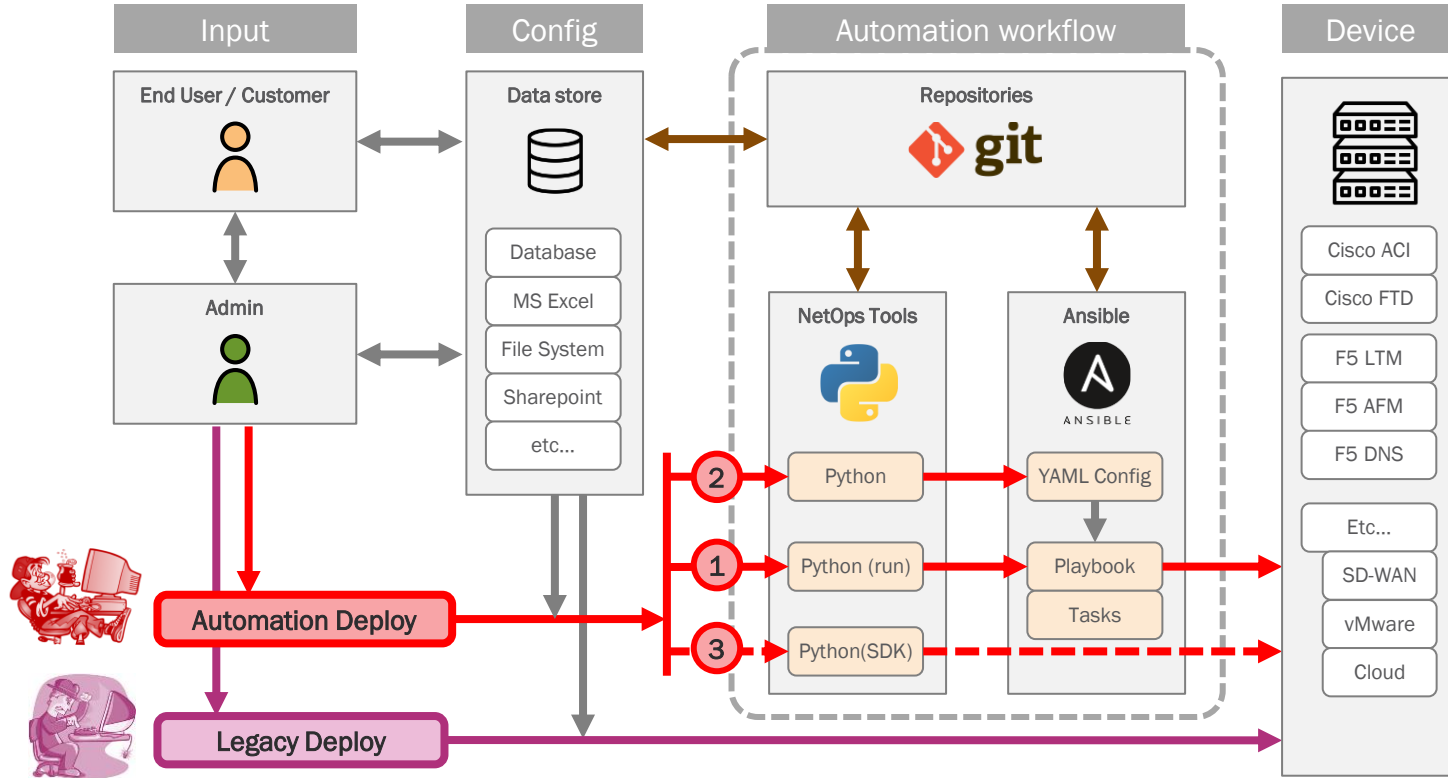 Input
Config
Automation workflow
Device
End User / Customer
Data store
Repositories
git
Database
MS Excel
File System
Sharepoint
etc...
Admin
NetOps Tools
Ansible
ANSIBLE
Cisco ACI
Cisco FTD
F5 LTM
F5 AFM
F5 DNS
Etc...
SD-WAN
vMware
Cloud
2
Python
YAML Config
1
Python (run)
Playbook
Tasks
3
Python(SDK)
Automation Deploy
Legacy Deploy